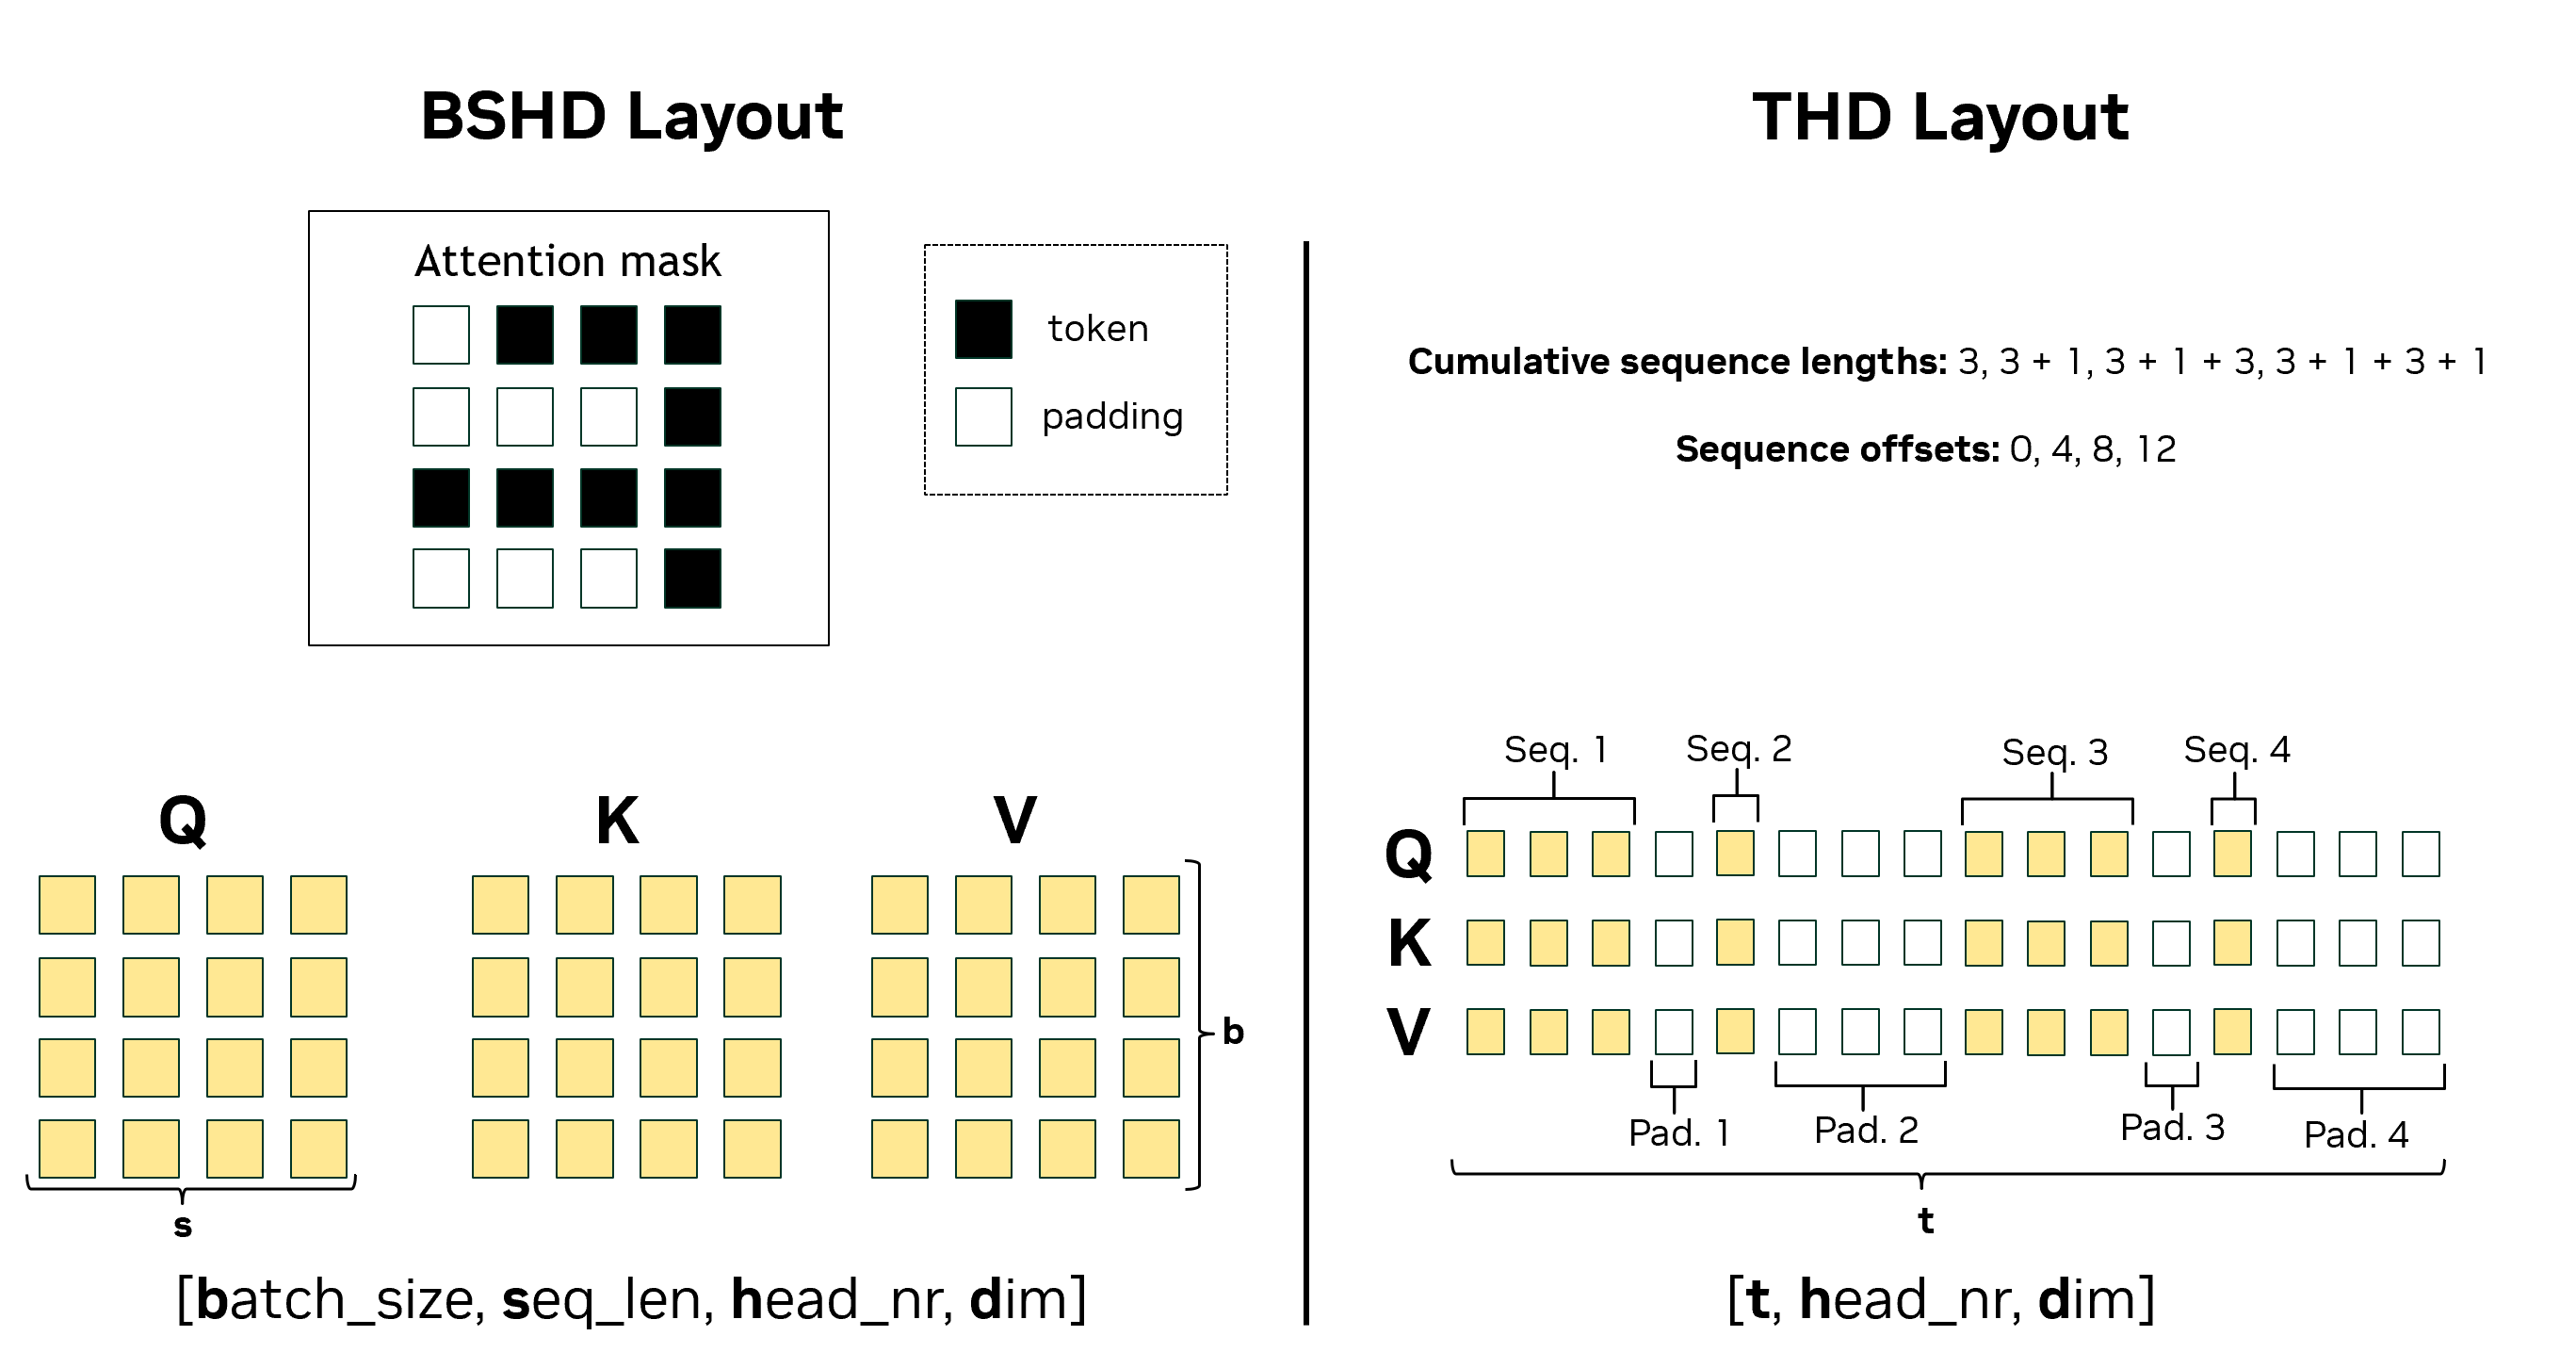 BSHD Layout
Attention mask
token
padding
Q
K
V
b
s
[batch_size, seq_len, head_nr, dim]
THD Layout
Cumulative sequence lengths: 3, 3 + 1, 3 + 1 + 3, 3 + 1 + 3 + 1
Sequence offsets: 0, 4, 8, 12
Seq. 1
Seq. 2
Seq. 3
Seq. 4
Q
K
V
Pad. 1
Pad. 2
Pad. 3
Pad. 4
t
[t, head_nr, dim]